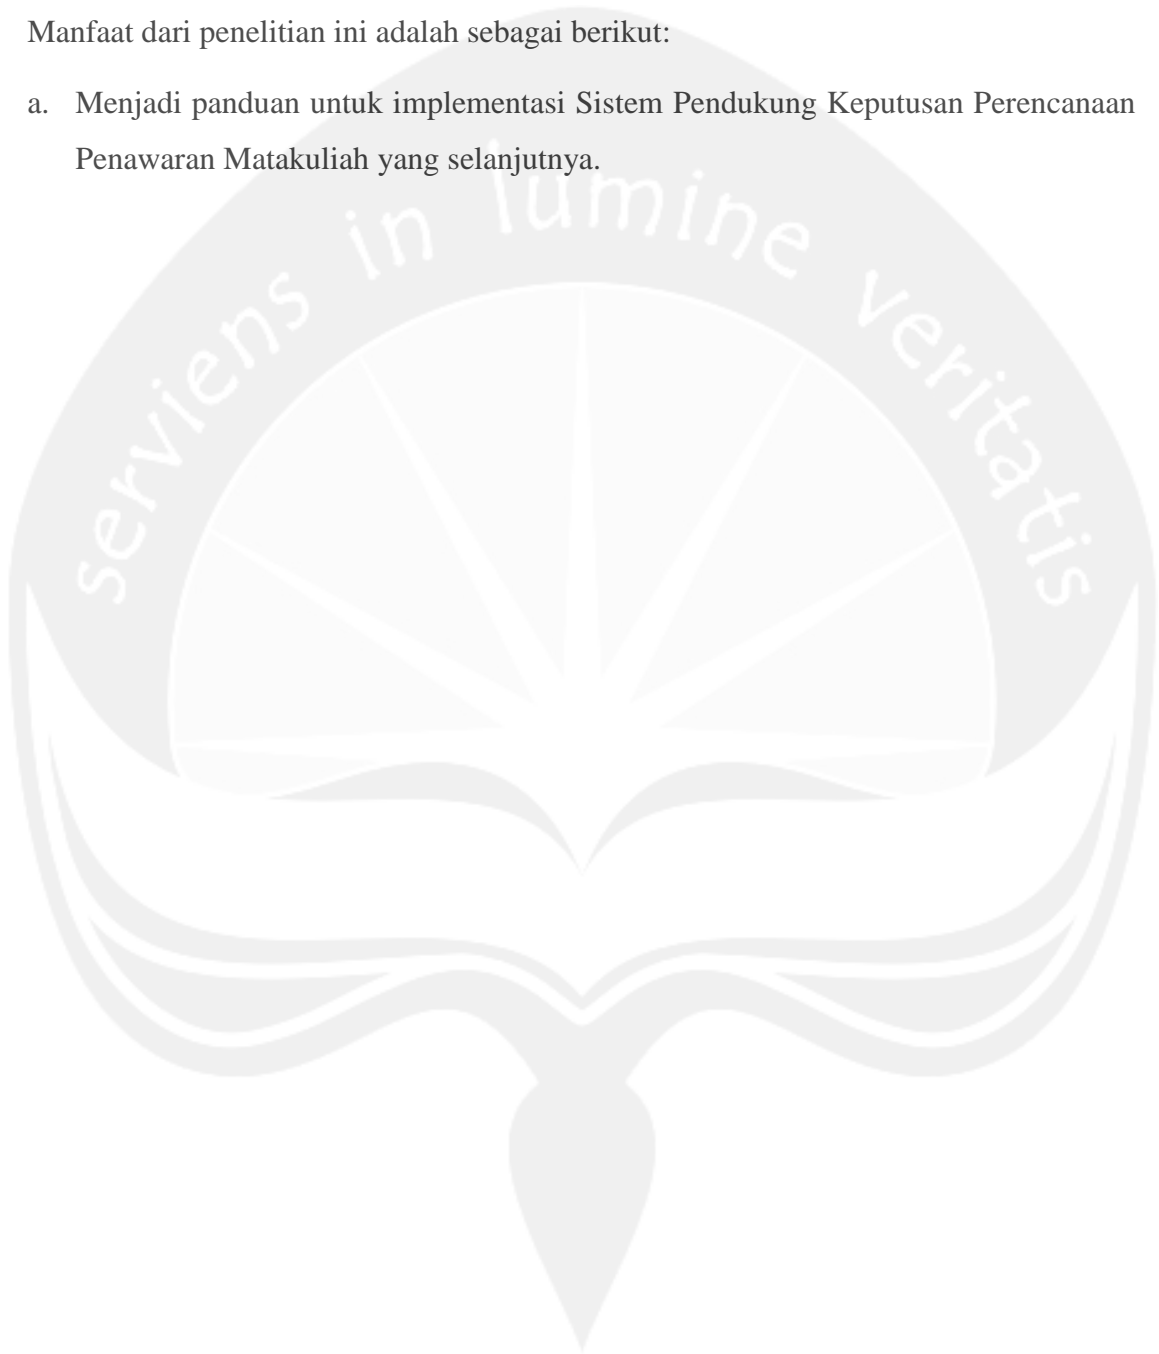 Manfaat dari penelitian ini adalah sebagai berikut:
a. Menjadi panduan untuk implementasi Sistem Pendukung Keputusan Perencanaan
Penawaran Matakuliah yang selanjutnya.
serviens in lumine veritatis